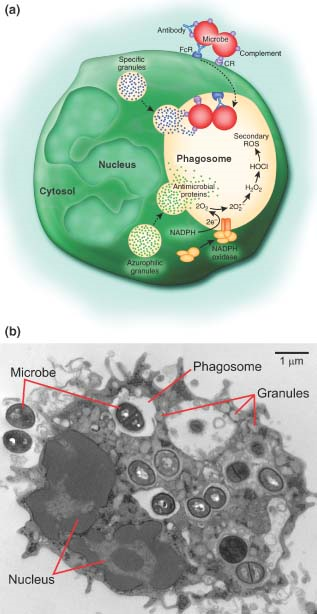 (a)
Antibody
Microbe
FcR
Complement
CR
Specific
granules
Secondary
ROS
HOCl
Nucleus
Phagosome
Cytosol
H2O2
Antimicrobial
proteins
2O2
2O2-
2e-
NADPH
NADPH
oxidase
Azurophilic
granules
(b)
1 μm
Microbe
Phagosome
Granules
Nucleus